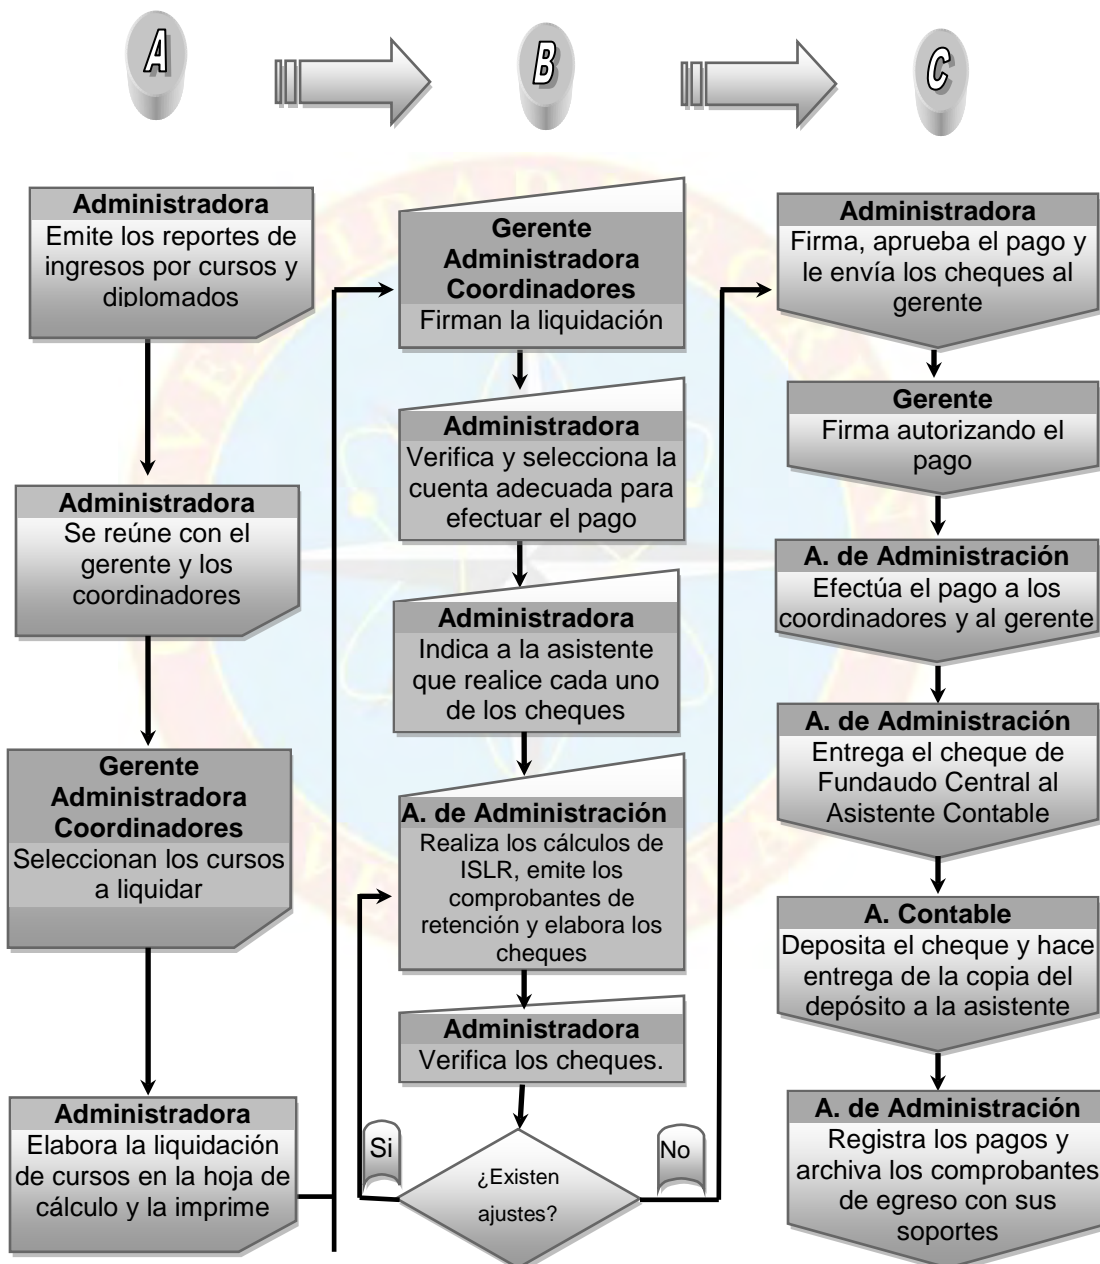 A
B
C
Administradora
Emite los reportes de
ingresos por cursos y
diplomados
Administradora
Se reúne con el
gerente y los
coordinadores
Gerente
Administradora
Coordinadores
Seleccionan los cursos
a liquidar
Administradora
Elabora la liquidación
de cursos en la hoja de
cálculo y la imprime
Gerente
Administradora
Coordinadores
Firman la liquidación
Administradora
Verifica y selecciona la
cuenta adecuada para
efectuar el pago
Administradora
Indica a la asistente
que realice cada uno
de los cheques
A. de Administración
Realiza los cálculos de
ISLR, emite los
comprobantes de
retención y elabora los
cheques
Administradora
Verifica los cheques.
Si
¿Existen
ajustes?
No
Administradora
Firma, aprueba el pago y
le envía los cheques al
gerente
Gerente
Firma autorizando el
pago
A. de Administración
Efectúa el pago a los
coordinadores y al gerente
A. de Administración
Entrega el cheque de
Fundaudo Central al
Asistente Contable
A. Contable
Deposita el cheque y hace
entrega de la copia del
depósito a la asistente
A. de Administración
Registra los pagos y
archiva los comprobantes
de egreso con sus
soportes